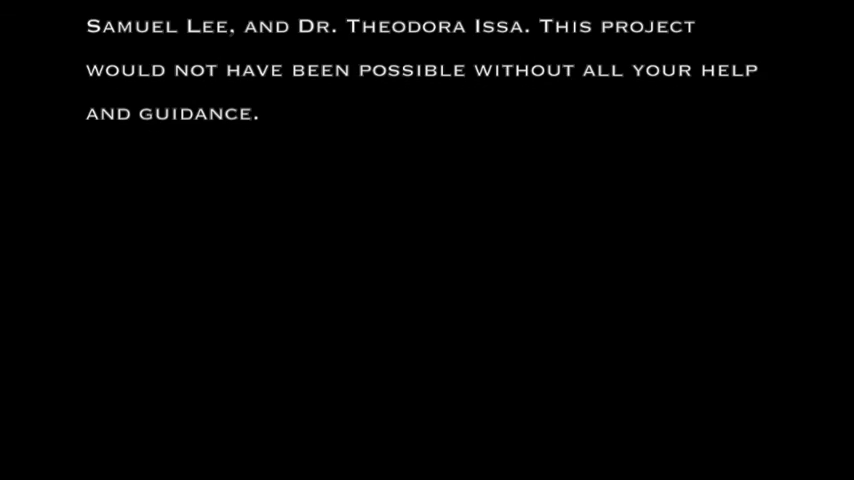 Samuel Lee, and Dr. Theodora Issa. This project
would not have been possible without all your help
and guidance.